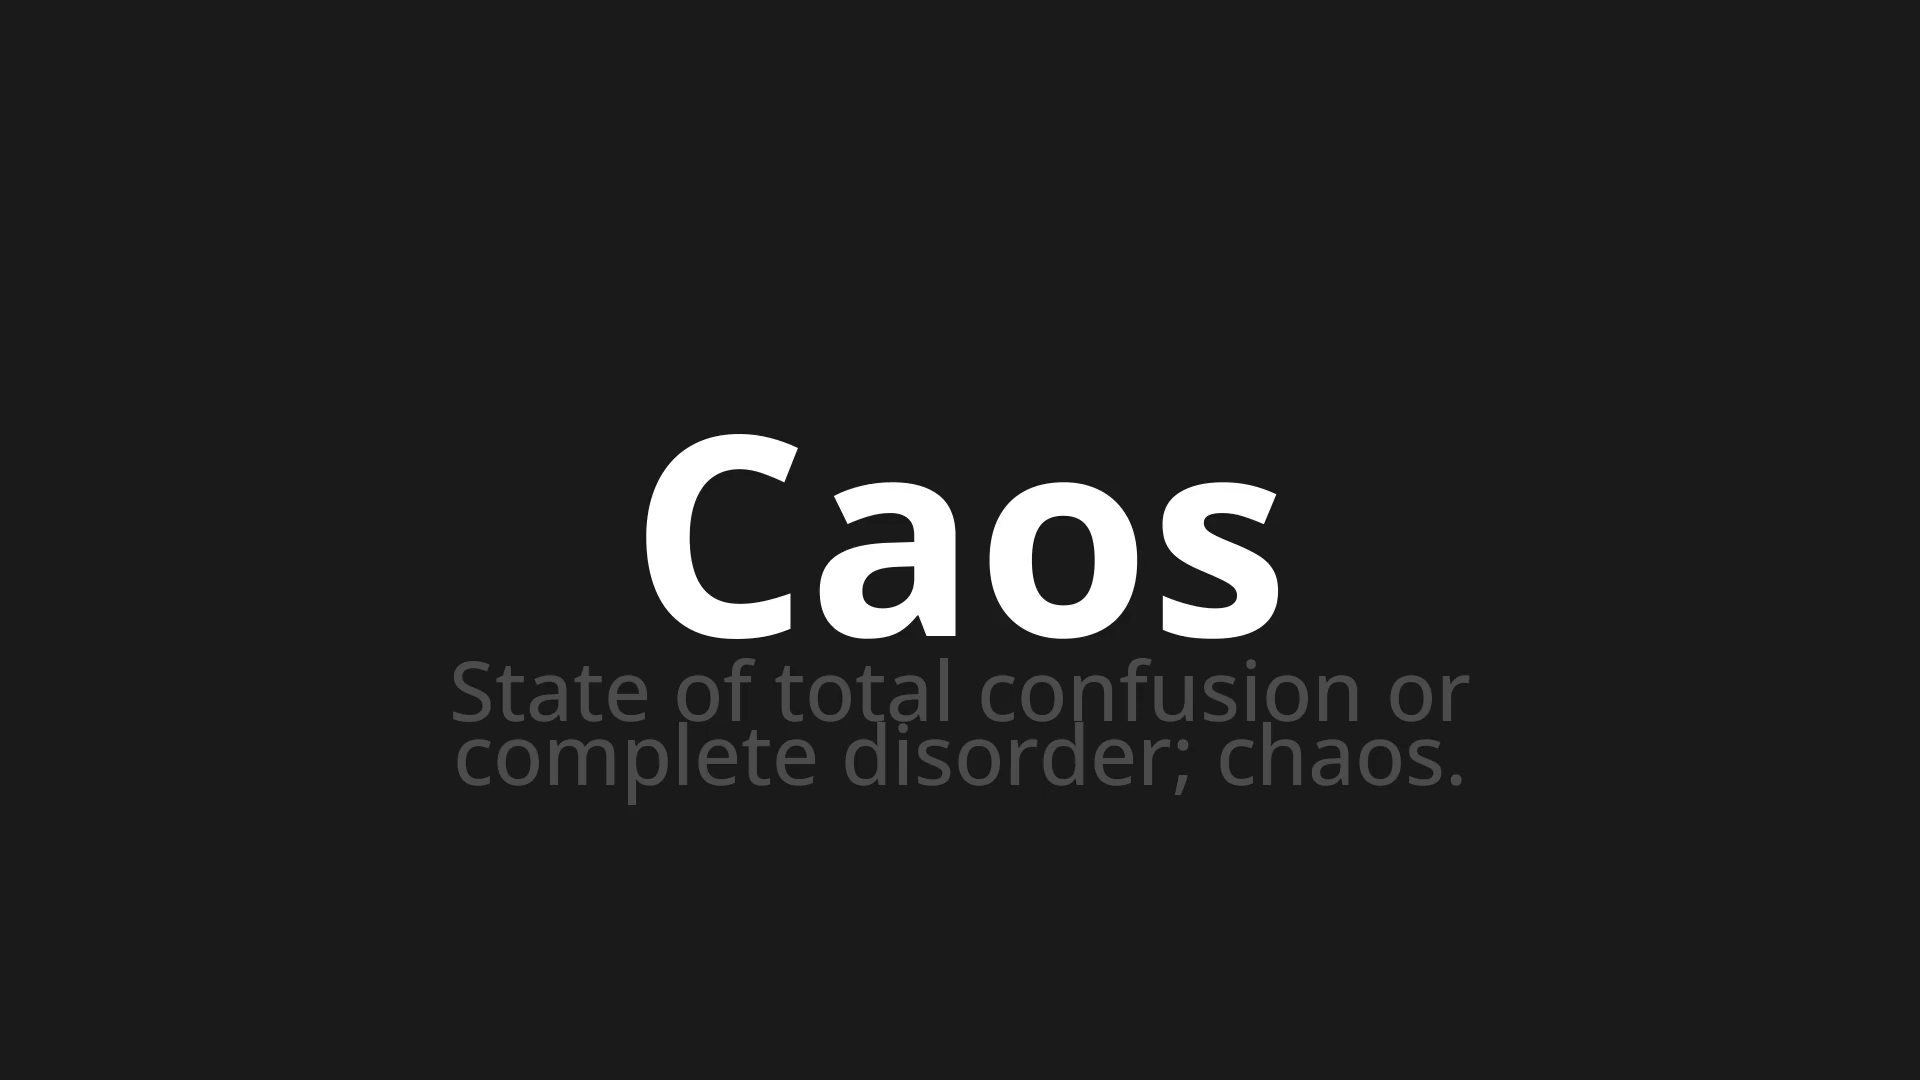 Caos
State of total confusion or
complete disorder; chaos.